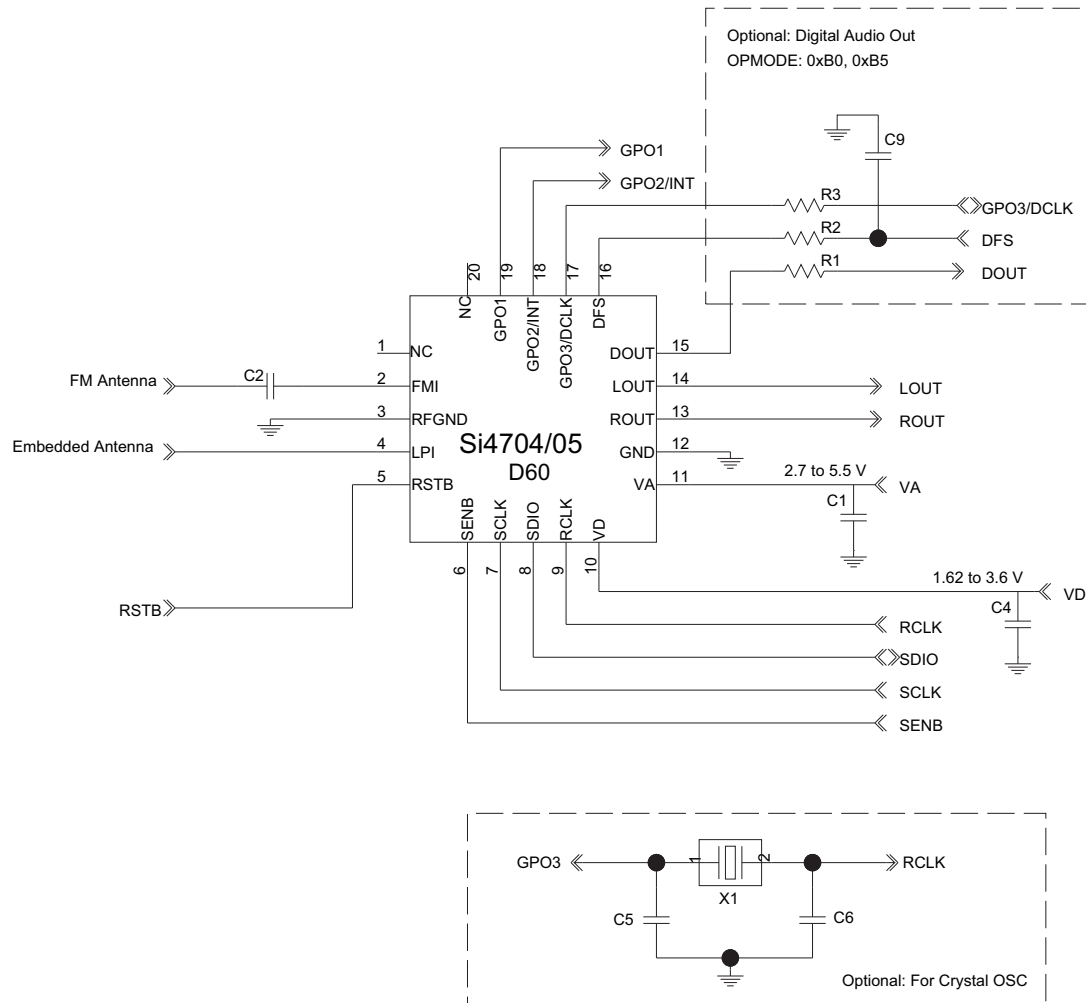 Optional: Digital Audio Out
OPMODE: 0xB0, 0xB5
C9
GPO1
GPO2/INT
R3
GPO3/DCLK
R2
DFS
R1
DOUT
20
19
18
17
16
NC
GPO1
GPO2/INT
GPO3/DCLK
DFS
1
NC
DOUT
15
FM Antenna
C2
2
FMI
LOUT
14
LOUT
3
RFGND
ROUT
13
ROUT
Embedded Antenna
4
LPI
Si4704/05
D60
GND
12
5
RSTB
VA
11
2.7 to 5.5 V
VA
C1
SENB
SCLK
SDIO
RCLK
VD
6
7
8
9
10
1.62 to 3.6 V
VD
C4
RSTB
RCLK
SDIO
SCLK
SENB
GPO3
1
2
RCLK
X1
C5
C6
Optional: For Crystal OSC